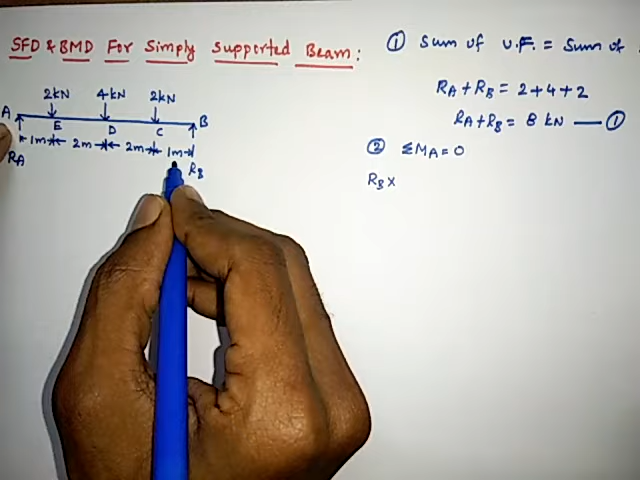 SFD & BMD For Simply Supported Beam:
① Sum of U.F. = Sum of
RA + RB = 2+4+2
RA + RB = 8 kN — ①
② ΣMA = 0
RB ×
2kN 4kN 2kN
A E D C B
1m 2m 2m 1m
RA RB